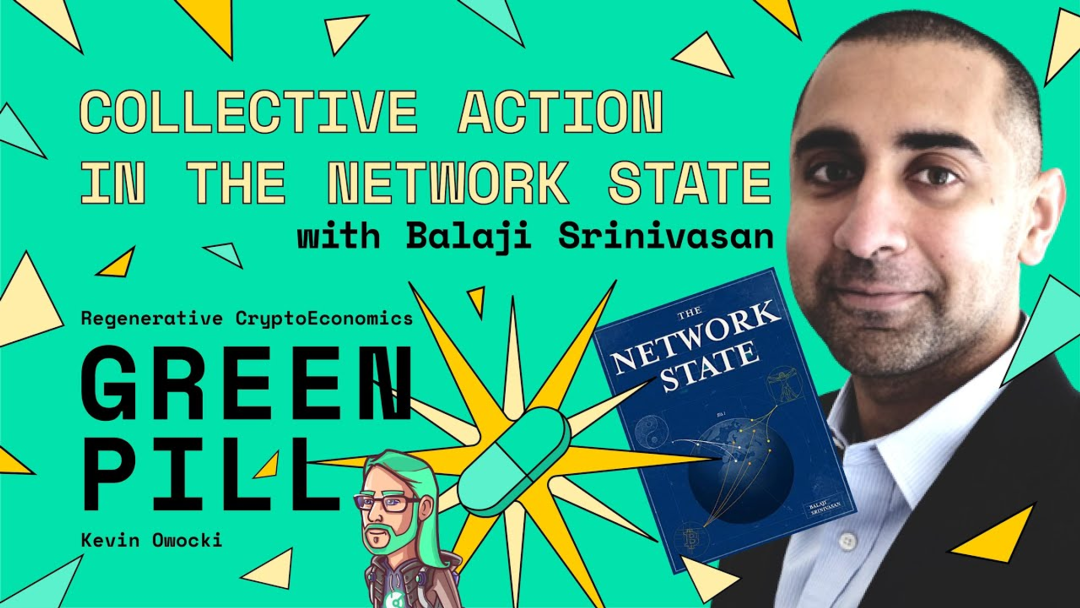 COLLECTIVE ACTION
IN THE NETWORK STATE
with Balaji Srinivasan
Regenerative CryptoEconomics
GREEN
PILL
Kevin Owocki
THE
NETWORK
STATE
BALAJI
SRINIVASAN